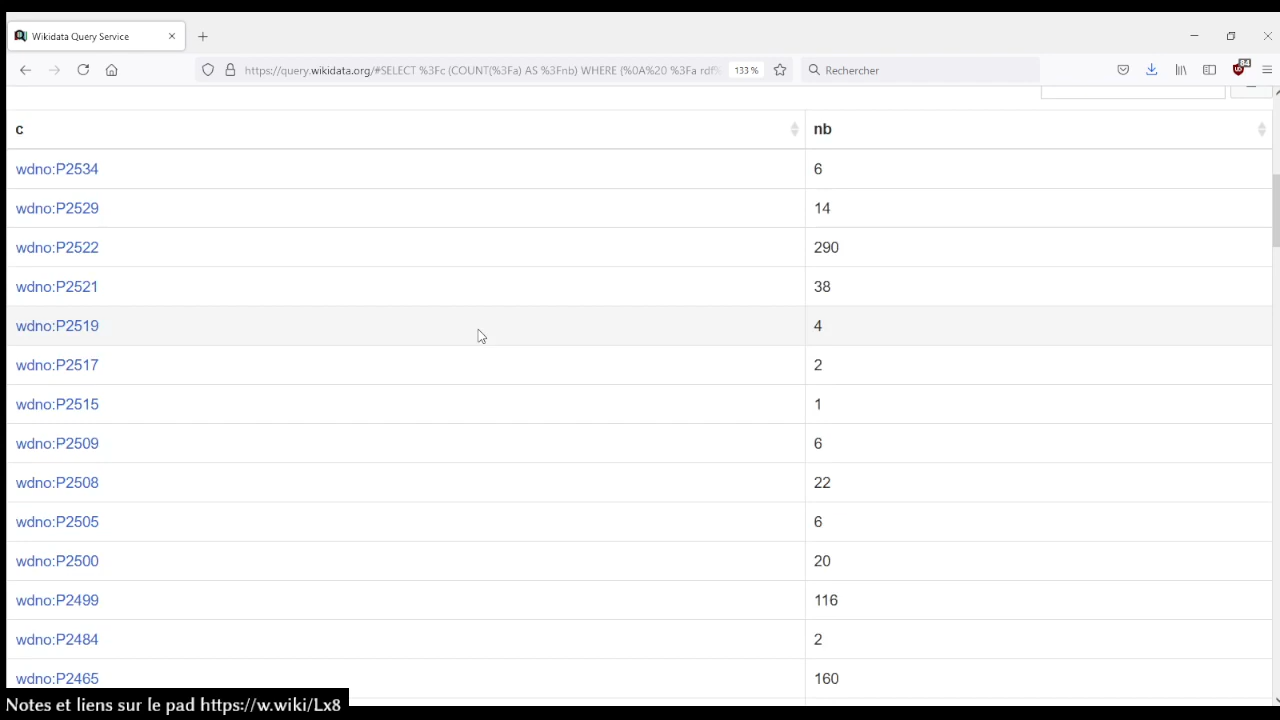 Wikidata Query Service
https://query.wikidata.org/#SELECT %3Fc (COUNT(%3Fa) AS %3Fnb) WHERE {%0A%20 %3Fa rdf%
133 %
Rechercher
84
c nb
wdno:P2534 6
wdno:P2529 14
wdno:P2522 290
wdno:P2521 38
wdno:P2519 4
wdno:P2517 2
wdno:P2515 1
wdno:P2509 6
wdno:P2508 22
wdno:P2505 6
wdno:P2500 20
wdno:P2499 116
wdno:P2484 2
wdno:P2465 160
Notes et liens sur le pad https://w.wiki/Lx8